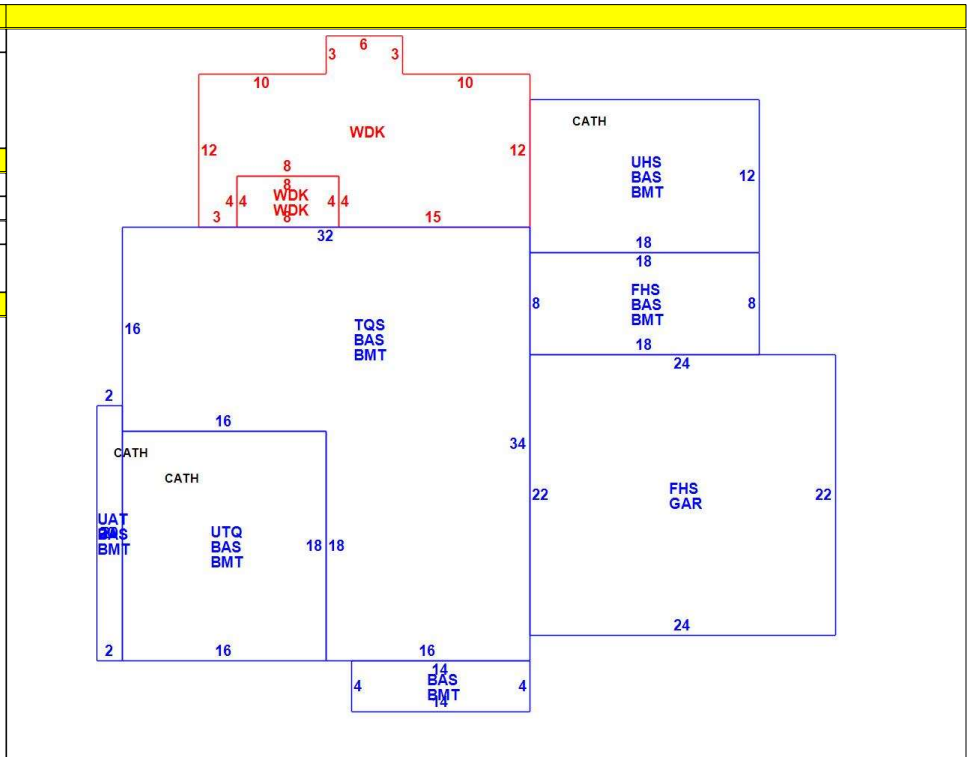 6
3 3
10 10
CATH
WDK
12 12
UHS
BAS
BMT
12
8
8
4 4 WDK 4 4
WDK
3 8 15
32
18
18
FHS
BAS
BMT
8 8
18
TQS
BAS
BMT
16
24
2
16
34
CATH
CATH
22 FHS 22
GAR
UAT
BAS
BMT
UTQ
BAS
BMT
18 18
24
2 16 16
14
4 BAS 4
BMT
14